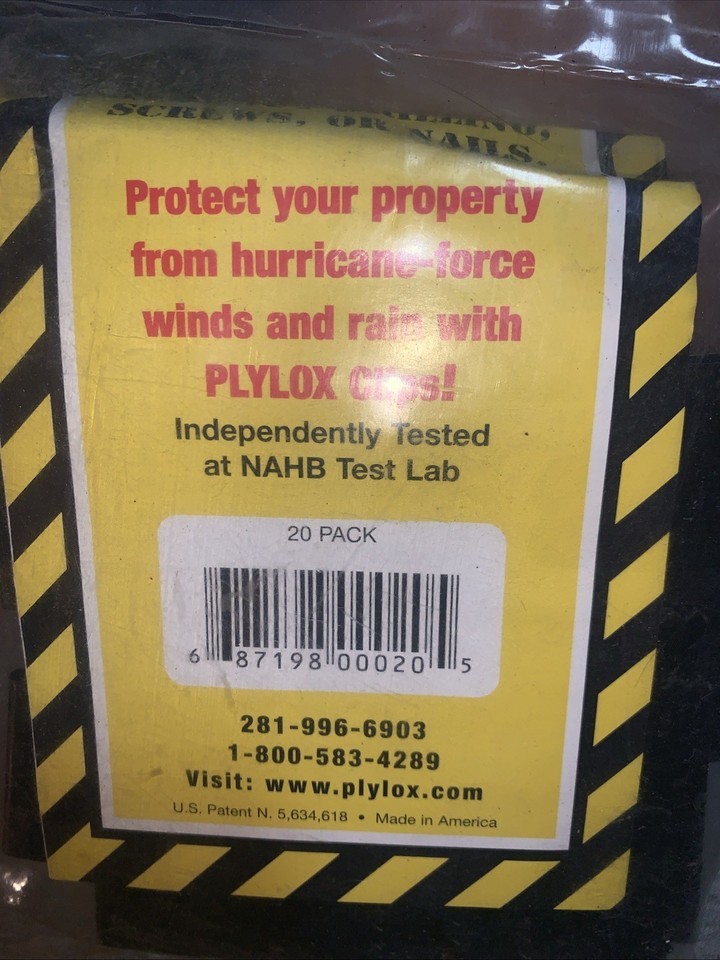 SCREWS, OR NAILS.
Protect your property
from hurricane-force
winds and rain with
PLYLOX Clips!
Independently Tested
at NAHB Test Lab
20 PACK
6 87198 00020 5
281-996-6903
1-800-583-4289
Visit: www.plylox.com
U.S. Patent N. 5,634,618 • Made in America